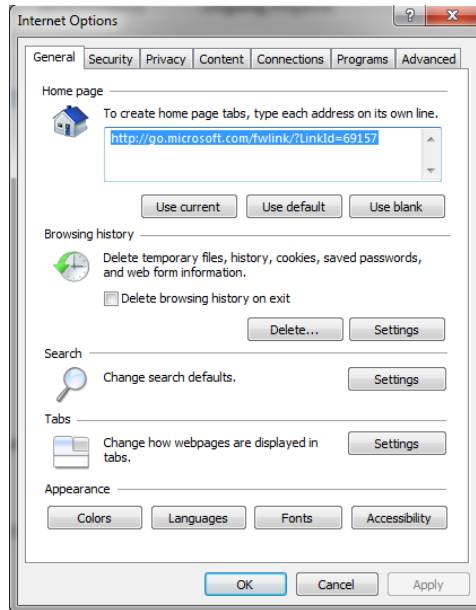 Internet Options
?
X
General Security Privacy Content Connections Programs Advanced
Home page
To create home page tabs, type each address on its own line.
http://go.microsoft.com/fwlink/?LinkId=69157
Use current Use default Use blank
Browsing history
Delete temporary files, history, cookies, saved passwords,
and web form information.
Delete browsing history on exit
Delete... Settings
Search
Change search defaults.
Settings
Tabs
Change how webpages are displayed in
tabs.
Settings
Appearance
Colors Languages Fonts Accessibility
OK Cancel Apply